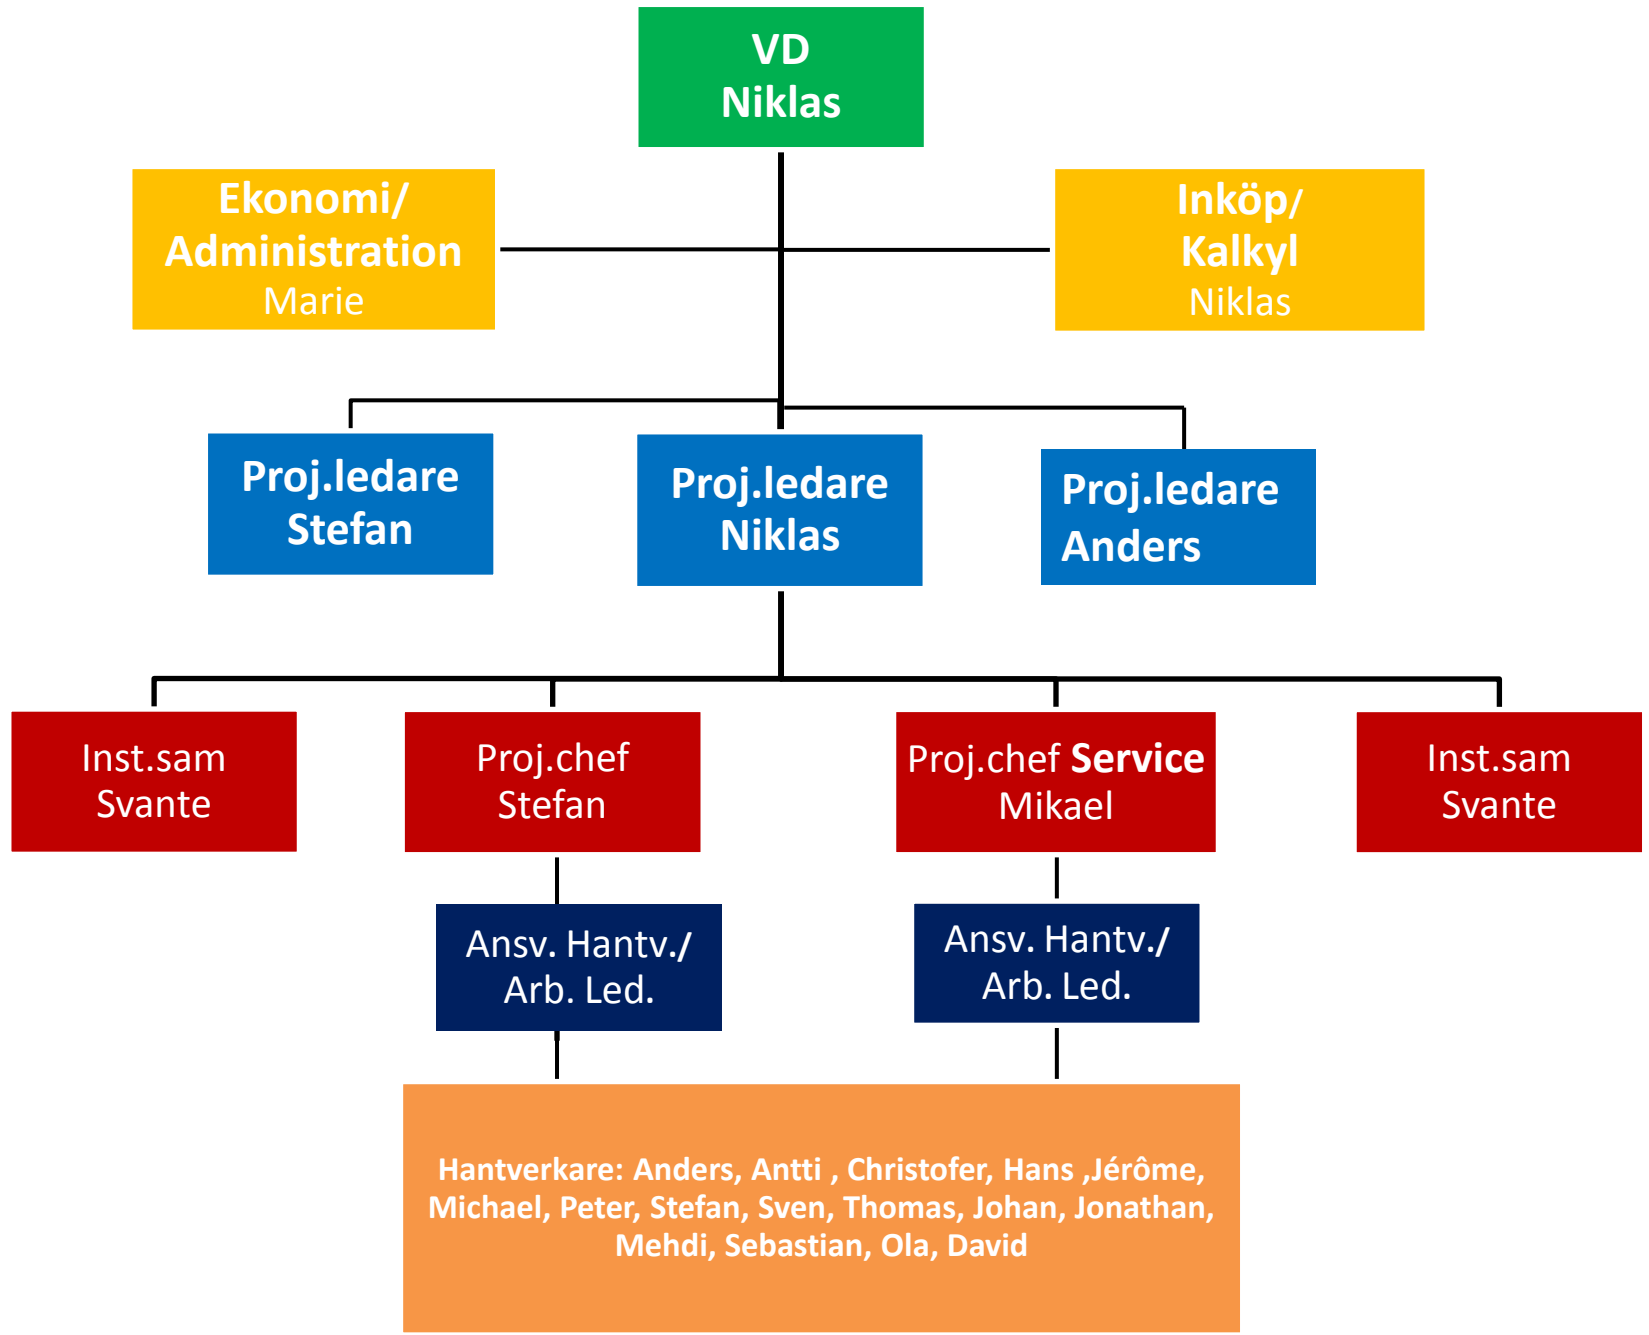 VD
Niklas
Ekonomi/
Administration
Marie
Inköp/
Kalkyl
Niklas
Proj.ledare
Stefan
Proj.ledare
Niklas
Proj.ledare
Anders
Inst.sam
Svante
Proj.chef
Stefan
Proj.chef Service
Mikael
Inst.sam
Svante
Ansv. Hantv./
Arb. Led.
Ansv. Hantv./
Arb. Led.
Hantverkare: Anders, Antti , Christofer, Hans ,Jérôme,
Michael, Peter, Stefan, Sven, Thomas, Johan, Jonathan,
Mehdi, Sebastian, Ola, David